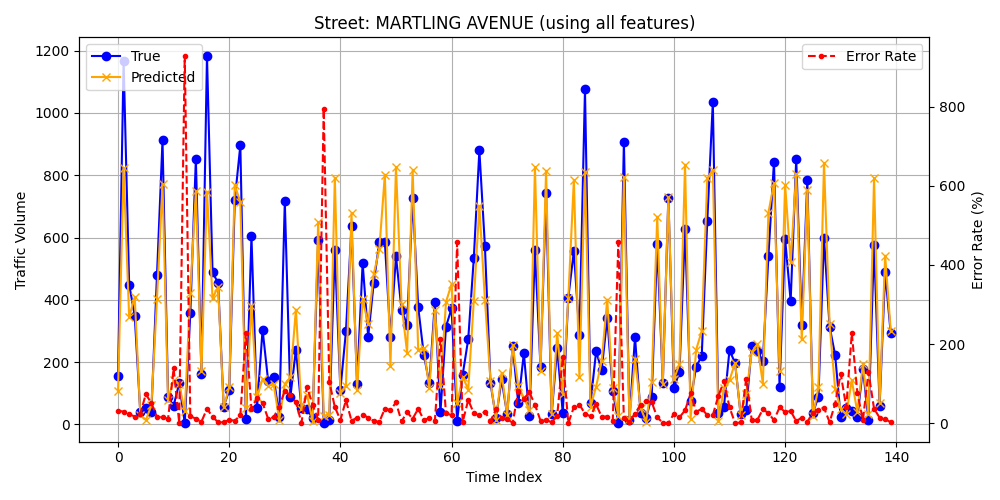 Street: MARTLING AVENUE (using all features)
True
Predicted
Error Rate
Traffic Volume
1200
1000
800
600
400
200
0
Error Rate (%)
800
600
400
200
0
0 20 40 60 80 100 120 140
Time Index